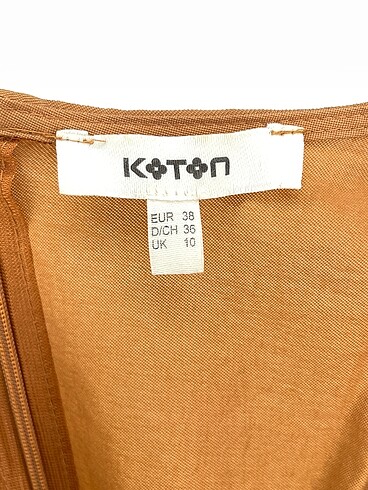 KOTON
EUR 38
D/CH 36
UK 10